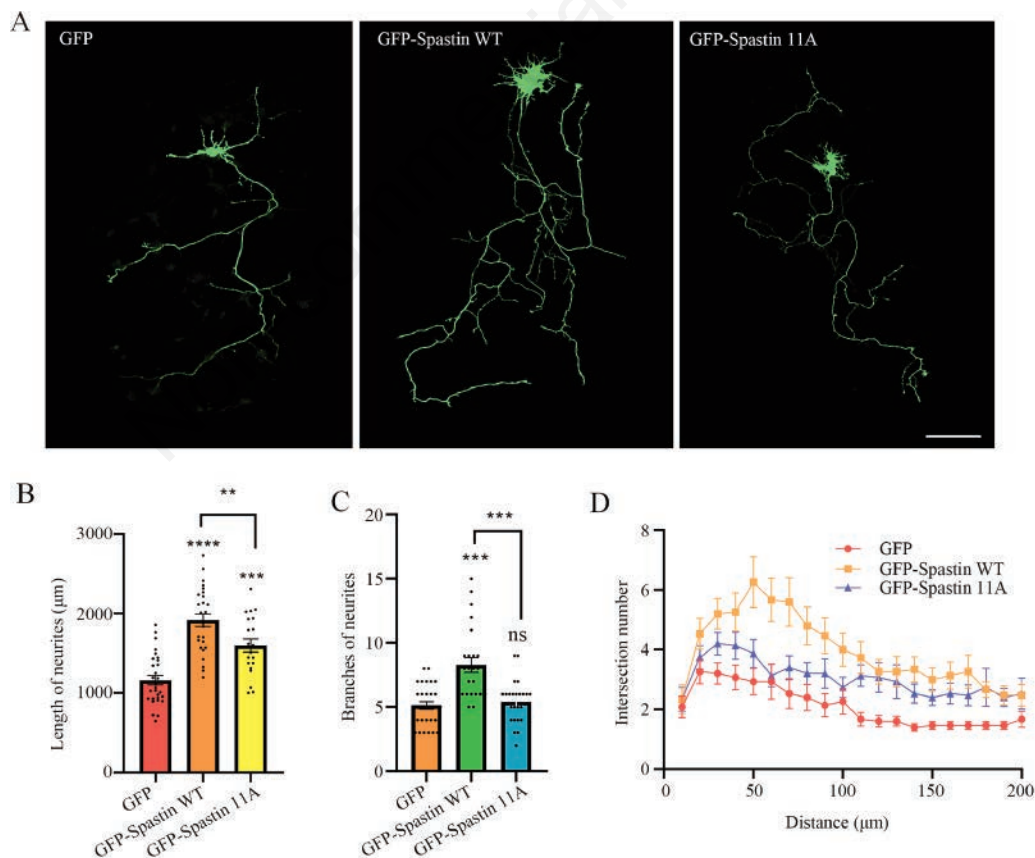 A
GFP
GFP-Spastin WT
GFP-Spastin 11A
B
Length of neurites (μm)
3000
2000
1000
0
**
****
***
GFP
GFP-Spastin WT
GFP-Spastin 11A
C
Branches of neurites
20
15
10
5
0
***
***
ns
GFP
GFP-Spastin WT
GFP-Spastin 11A
D
Intersection number
8
6
4
2
0
GFP
GFP-Spastin WT
GFP-Spastin 11A
0
50
100
150
200
Distance (μm)